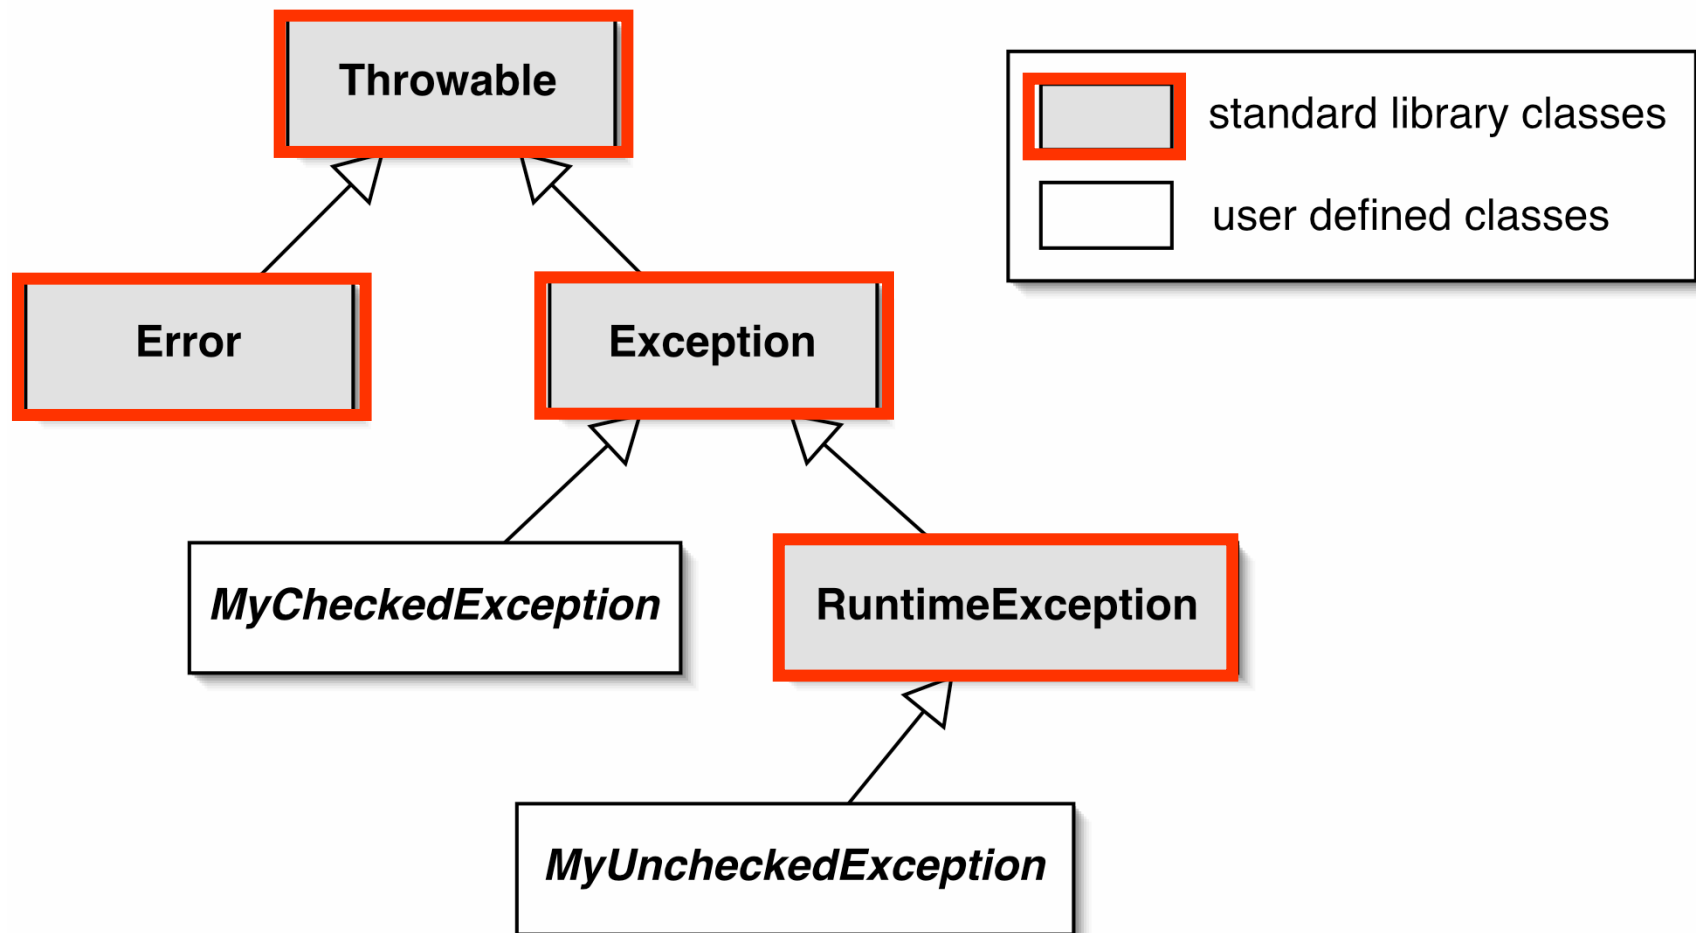 Throwable
standard library classes
user defined classes
Error
Exception
MyCheckedException
RuntimeException
MyUncheckedException